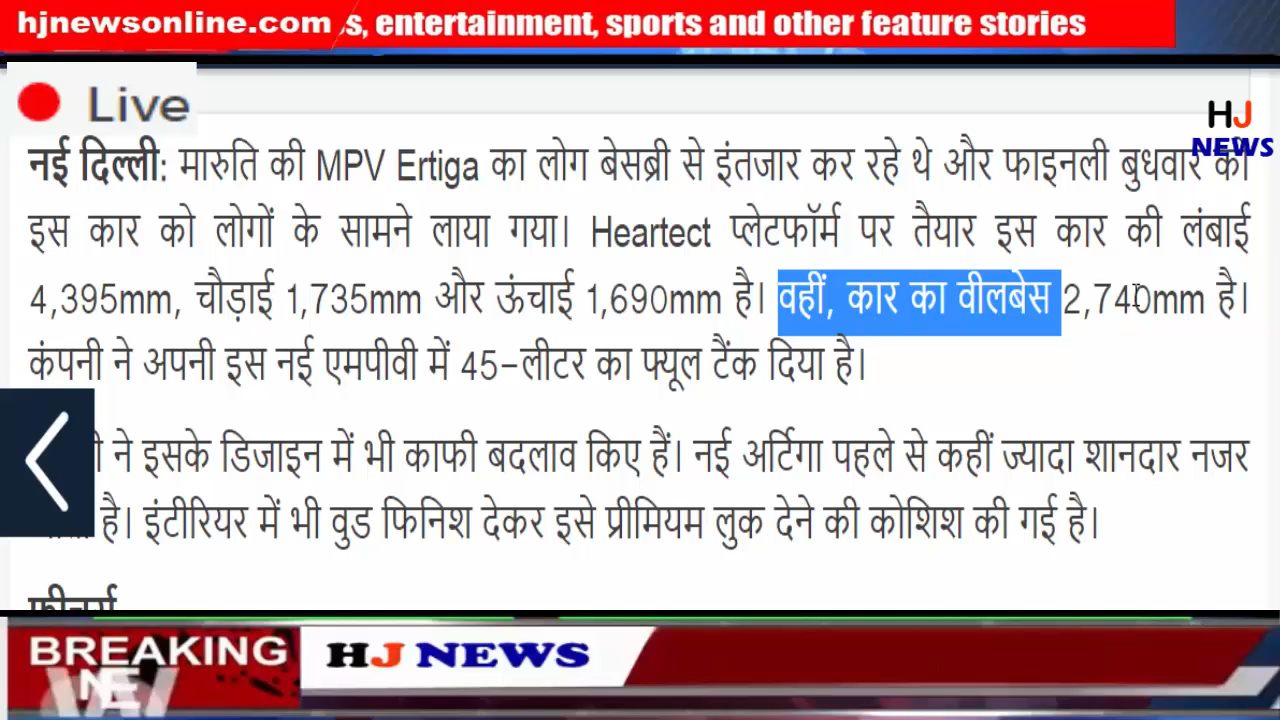 hjnewsonline.com s, entertainment, sports and other feature stories
Live
HJ
NEWS
नई दिल्ली: मारुति की MPV Ertiga का लोग बेसब्री से इंतजार कर रहे थे और फाइनली बुधवार को
इस कार को लोगों के सामने लाया गया। Heartect प्लेटफॉर्म पर तैयार इस कार की लंबाई
4,395mm, चौड़ाई 1,735mm और ऊंचाई 1,690mm है। वहीं, कार का वीलबेस 2,740mm है।
कंपनी ने अपनी इस नई एमपीवी में 45-लीटर का फ्यूल टैंक दिया है।
ने इसके डिजाइन में भी काफी बदलाव किए हैं। नई अर्टिगा पहले से कहीं ज्यादा शानदार नजर
है। इंटीरियर में भी वुड फिनिश देकर इसे प्रीमियम लुक देने की कोशिश की गई है।
BREAKING
NE
HJ NEWS